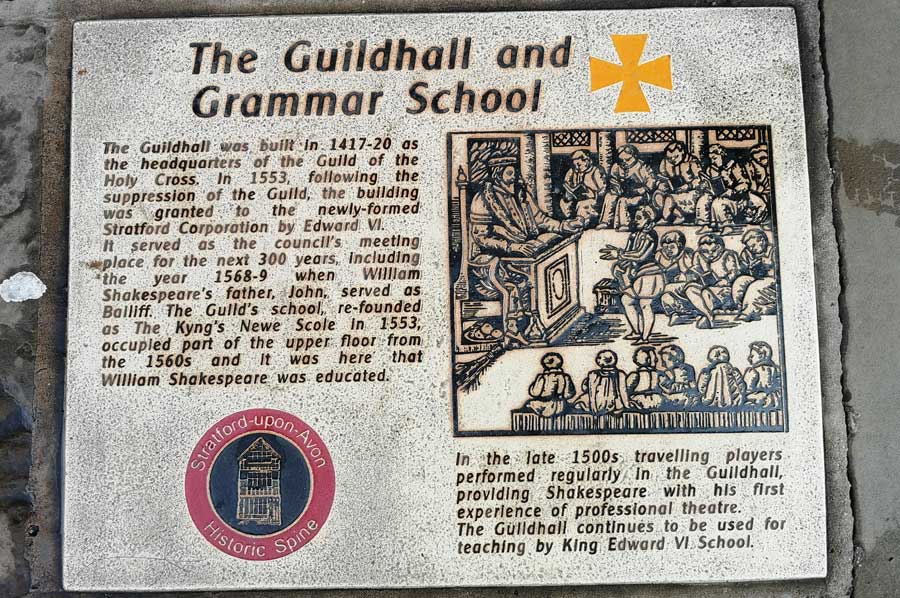 The Guildhall and
Grammar School
The Guildhall was built in 1417-20 as
the headquarters of the Guild of the
Holy Cross. In 1553, following the
suppression of the Guild, the building
was granted to the newly-formed
Stratford Corporation by Edward VI.
It served as the council's meeting
place for the next 300 years, including
the year 1568-9 when William
Shakespeare's father, John, served as
Bailiff. The Guild's school, re-founded
as The Kyng's Newe Scole in 1553,
occupied part of the upper floor from
the 1560s and it was here that
William Shakespeare was educated.
Stratford-upon-Avon
Historic Spine
In the late 1500s travelling players
performed regularly in the Guildhall,
providing Shakespeare with his first
experience of professional theatre.
The Guildhall continues to be used for
teaching by King Edward VI School.